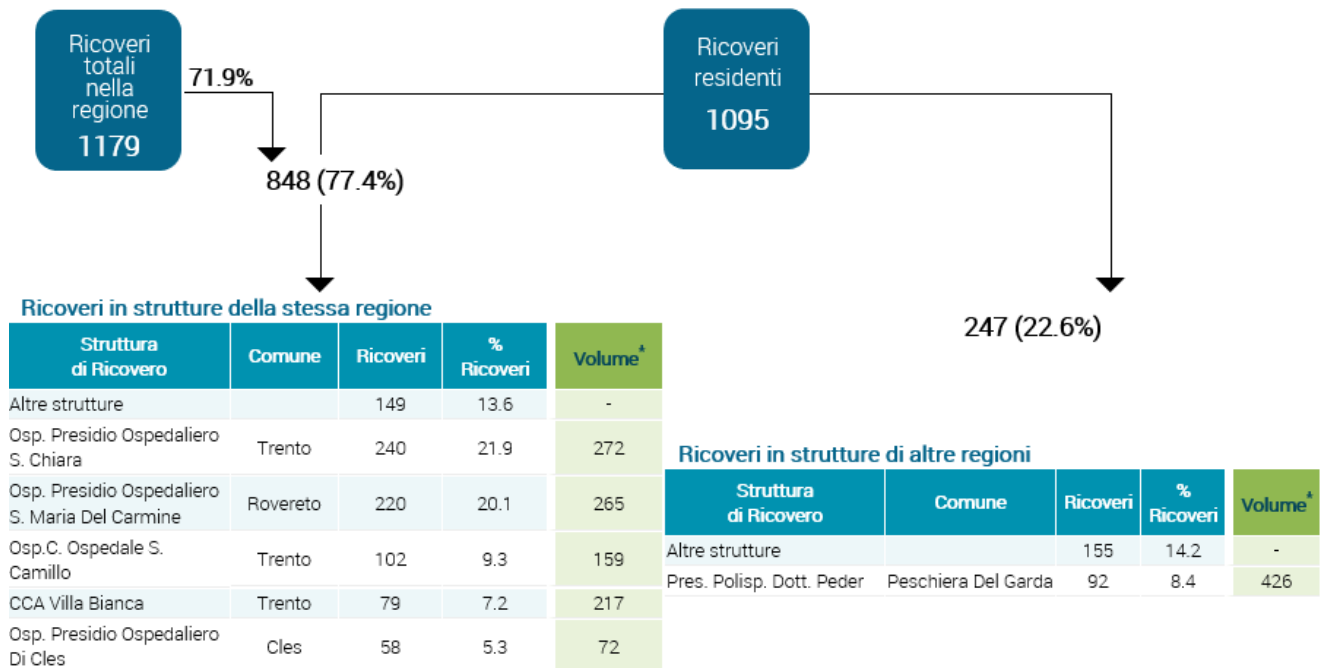 Ricoveri
totali
nella
regione
1179
71.9%
Ricoveri
residenti
1095
848 (77.4%)
247 (22.6%)
Ricoveri in strutture della stessa regione
Struttura
di Ricovero
Comune
Ricoveri
%
Ricoveri
Volume*
Altre strutture 149 13.6 -
Osp. Presidio Ospedaliero
S. Chiara
Trento 240 21.9 272
Osp. Presidio Ospedaliero
S. Maria Del Carmine
Rovereto 220 20.1 265
Osp.C. Ospedale S.
Camillo
Trento 102 9.3 159
CCA Villa Bianca Trento 79 7.2 217
Osp. Presidio Ospedaliero
Di Cles
Cles 58 5.3 72
Ricoveri in strutture di altre regioni
Struttura
di Ricovero
Comune
Ricoveri
%
Ricoveri
Volume*
Altre strutture 155 14.2 -
Pres. Polisp. Dott. Peder Peschiera Del Garda 92 8.4 426